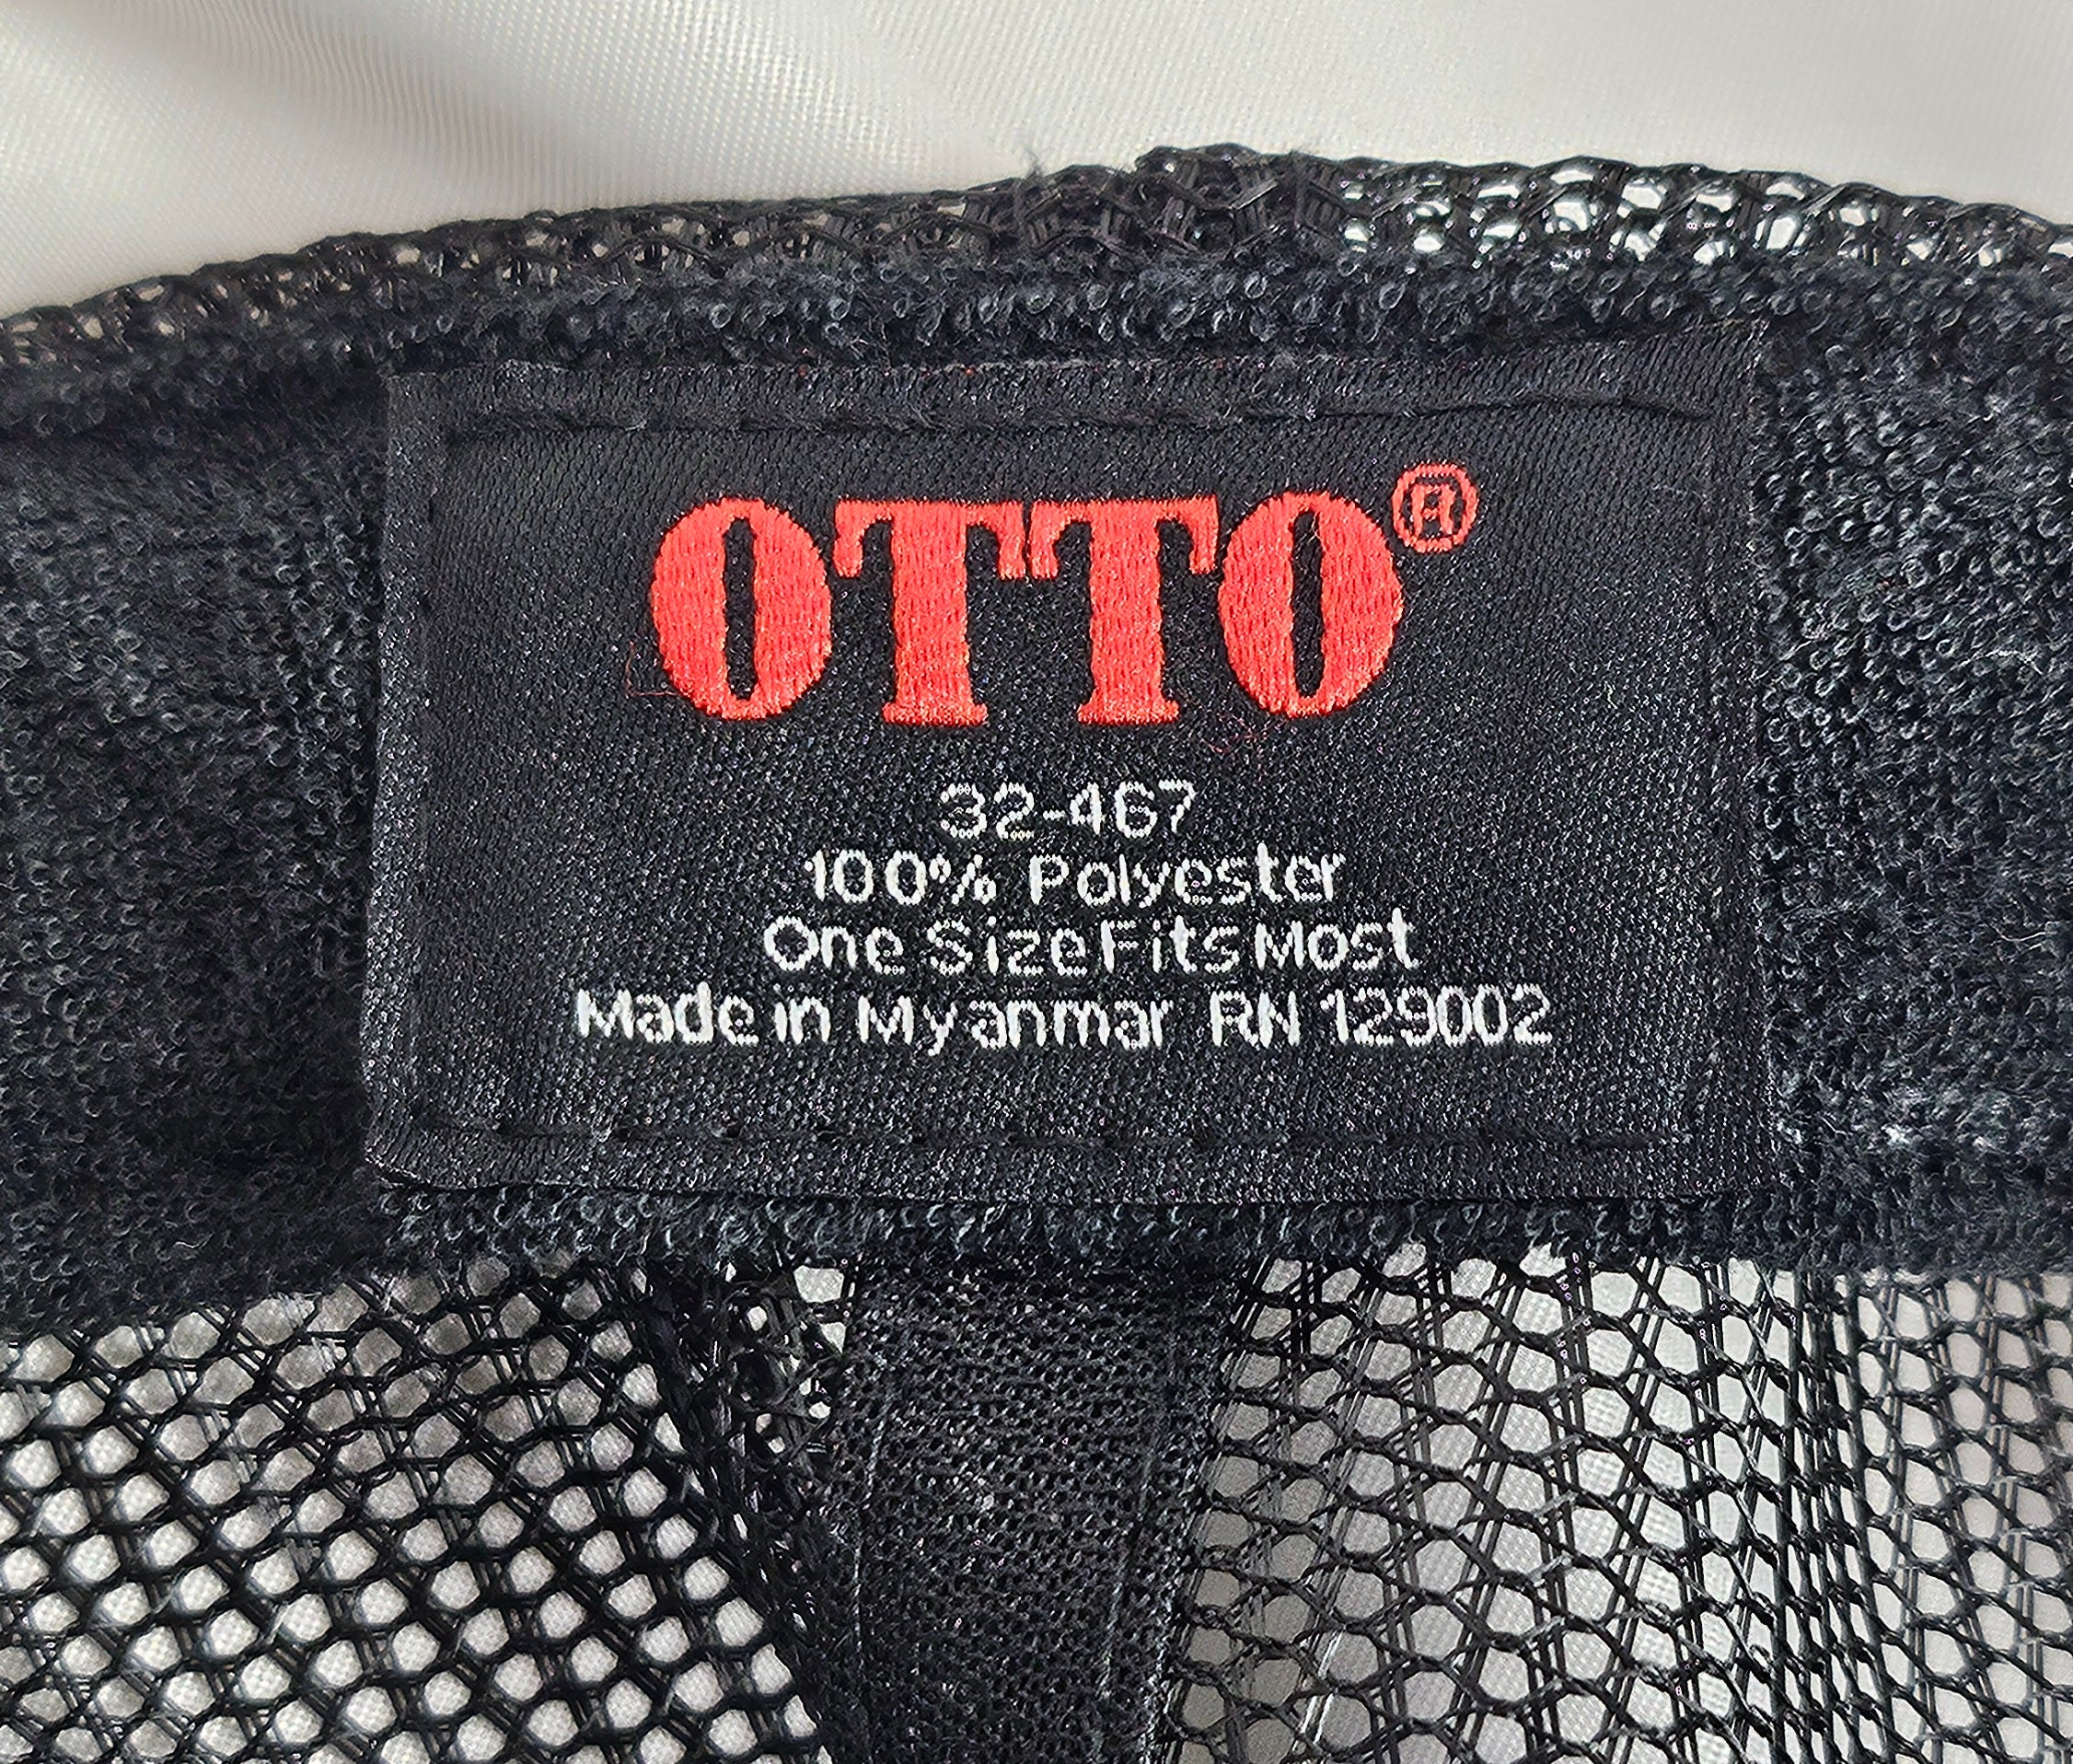 OTTO®
32-467
100% Polyester
One Size Fits Most
Made in Myanmar RN 129002